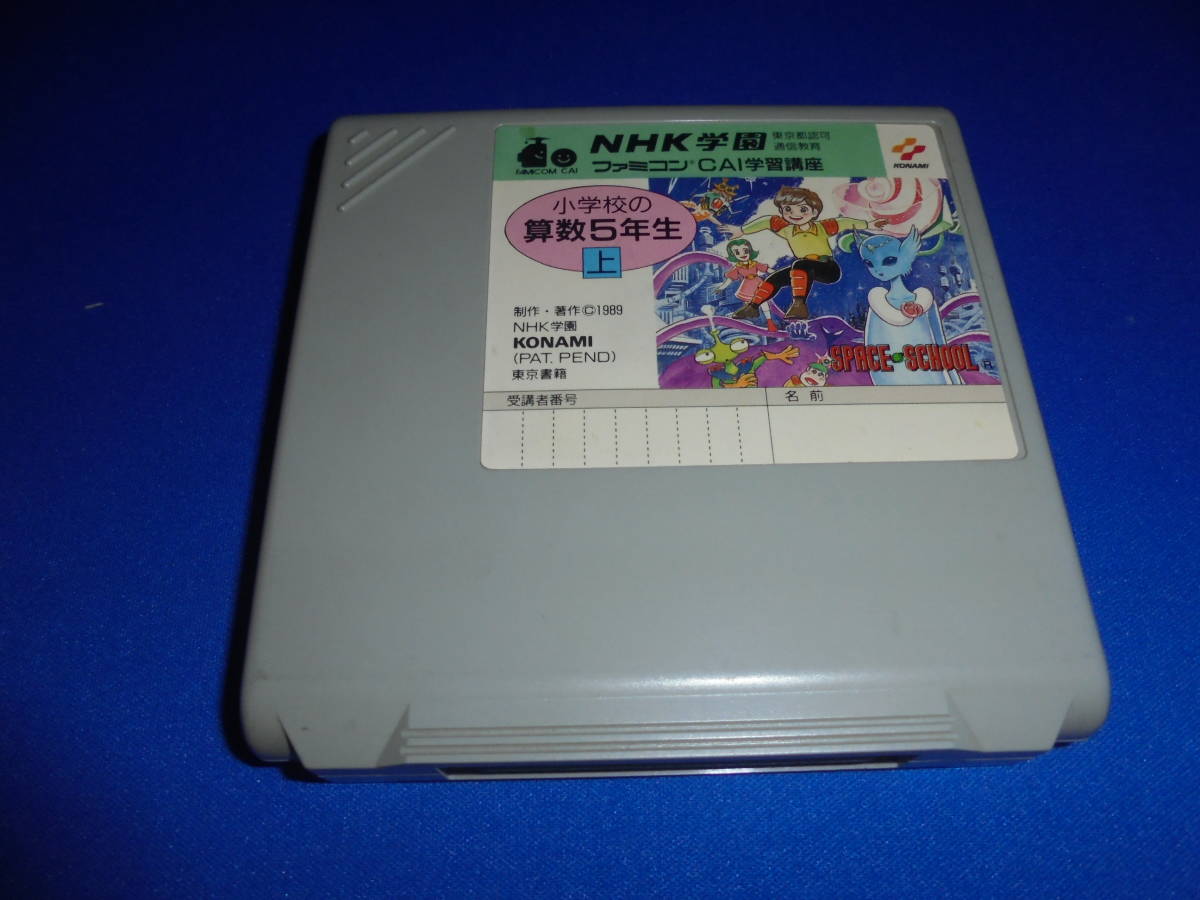 FAMICOM CAI
NHK学園
東京都認可
通信教育
ファミコン® CAI学習講座
KONAMI
小学校の
算数5年生
上
制作・著作©1989
NHK学園
KONAMI
(PAT. PEND)
東京書籍
SPACE SCHOOL
受講者番号
名前